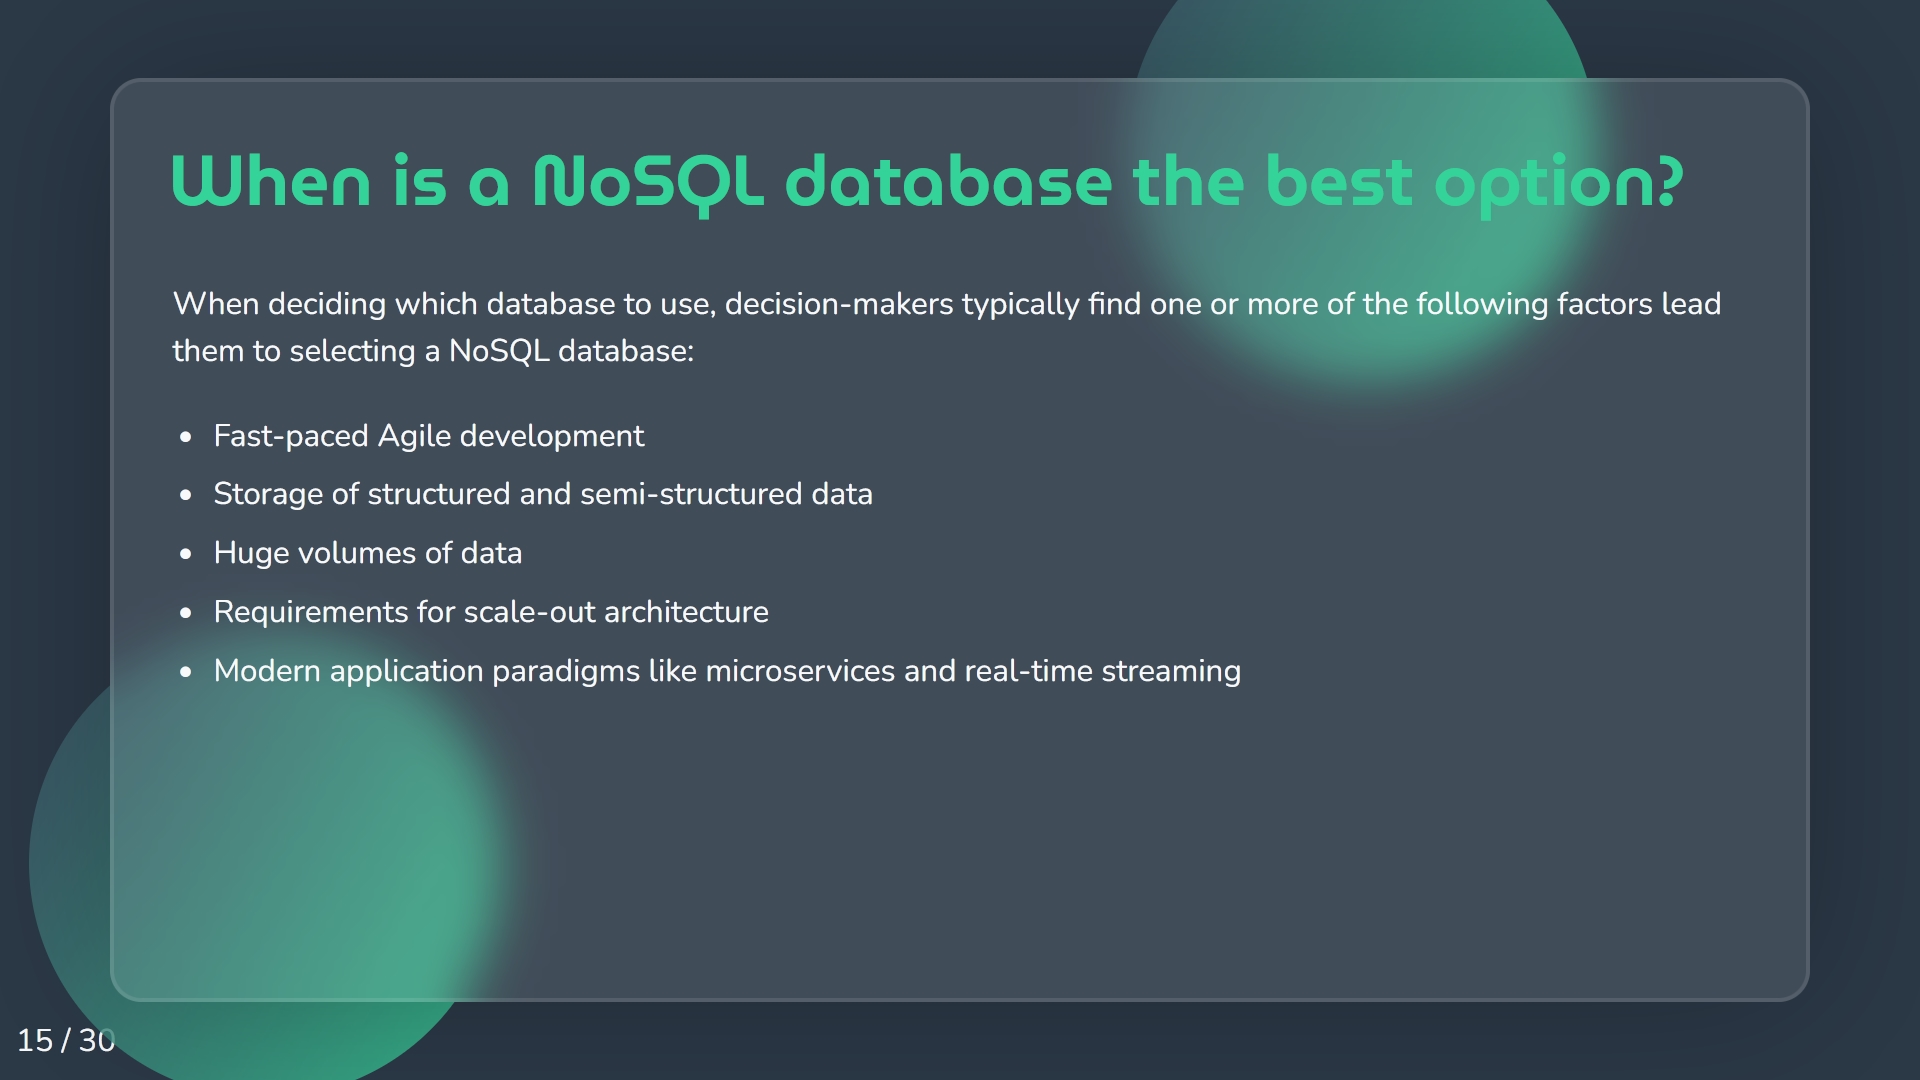 When is a NoSQL database the best option?
When deciding which database to use, decision-makers typically find one or more of the following factors lead
them to selecting a NoSQL database:
• Fast-paced Agile development
• Storage of structured and semi-structured data
• Huge volumes of data
• Requirements for scale-out architecture
• Modern application paradigms like microservices and real-time streaming
15 / 30